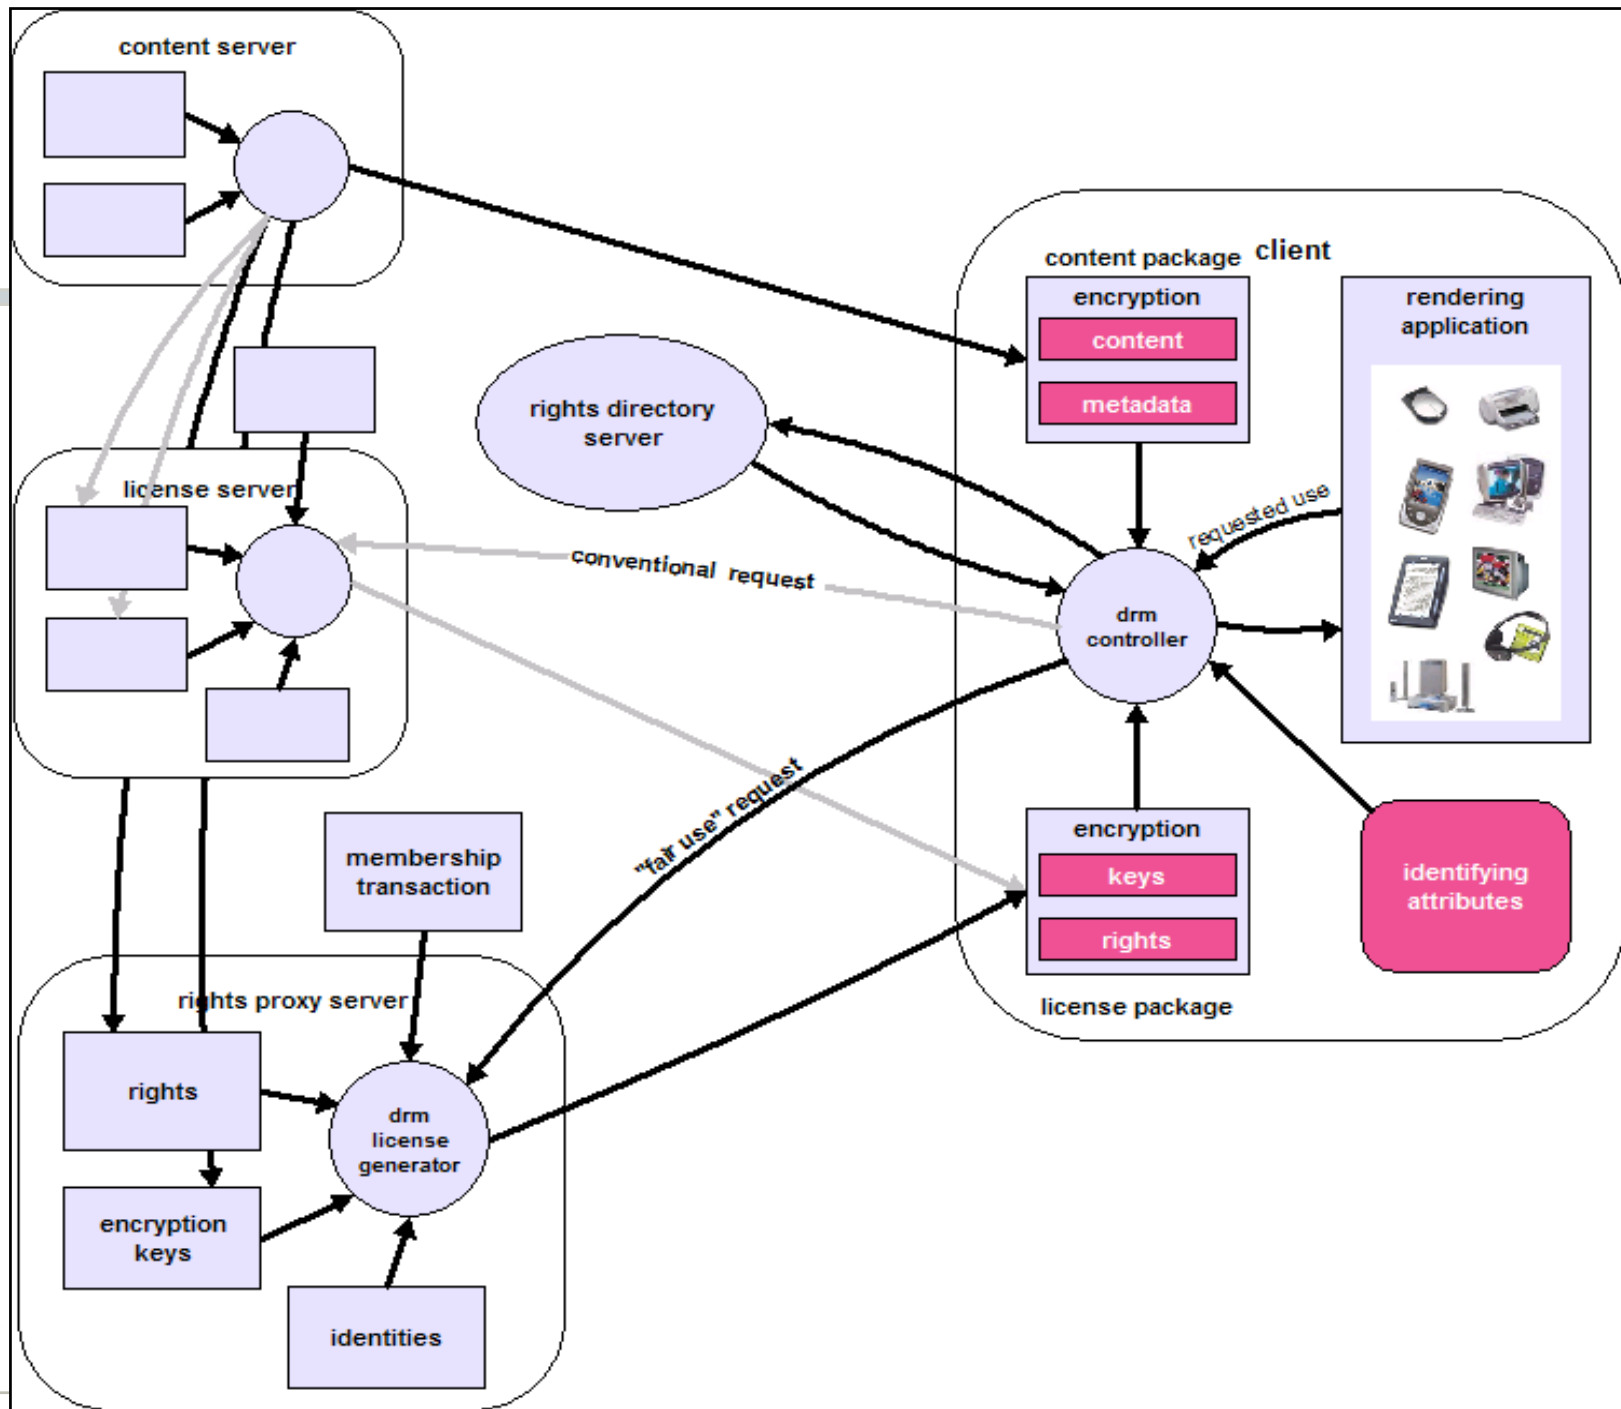 content server
content package
client
encryption
content
metadata
rendering
application
rights directory
server
license server
requested use
conventional request
drm
controller
"fair use" request
membership
transaction
encryption
keys
rights
license package
identifying
attributes
rights proxy server
rights
drm
license
generator
encryption
keys
identities